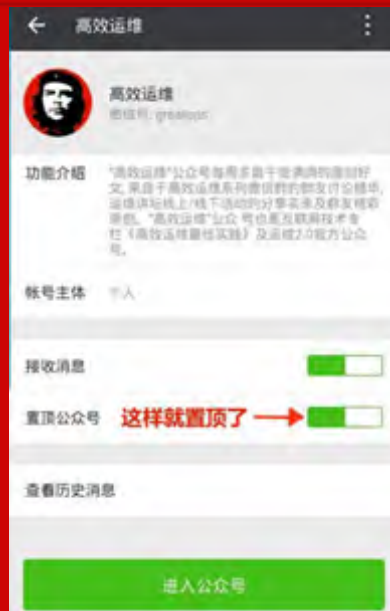 高效运维
高效运维
微信号: greatops
功能介绍
"高效运维"公众号每周多篇干货满满的原创好
文,来自于高效运维系列微信群的群友讨论精华,
运维讲坛线上/线下活动的分享实录及群友精彩
原创。"高效运维"公众号也是互联网技术专
栏《高效运维最佳实践》及运维2.0官方公众
号。
帐号主体 个人
接收消息
置顶公众号 这样就置顶了
查看历史消息
进入公众号